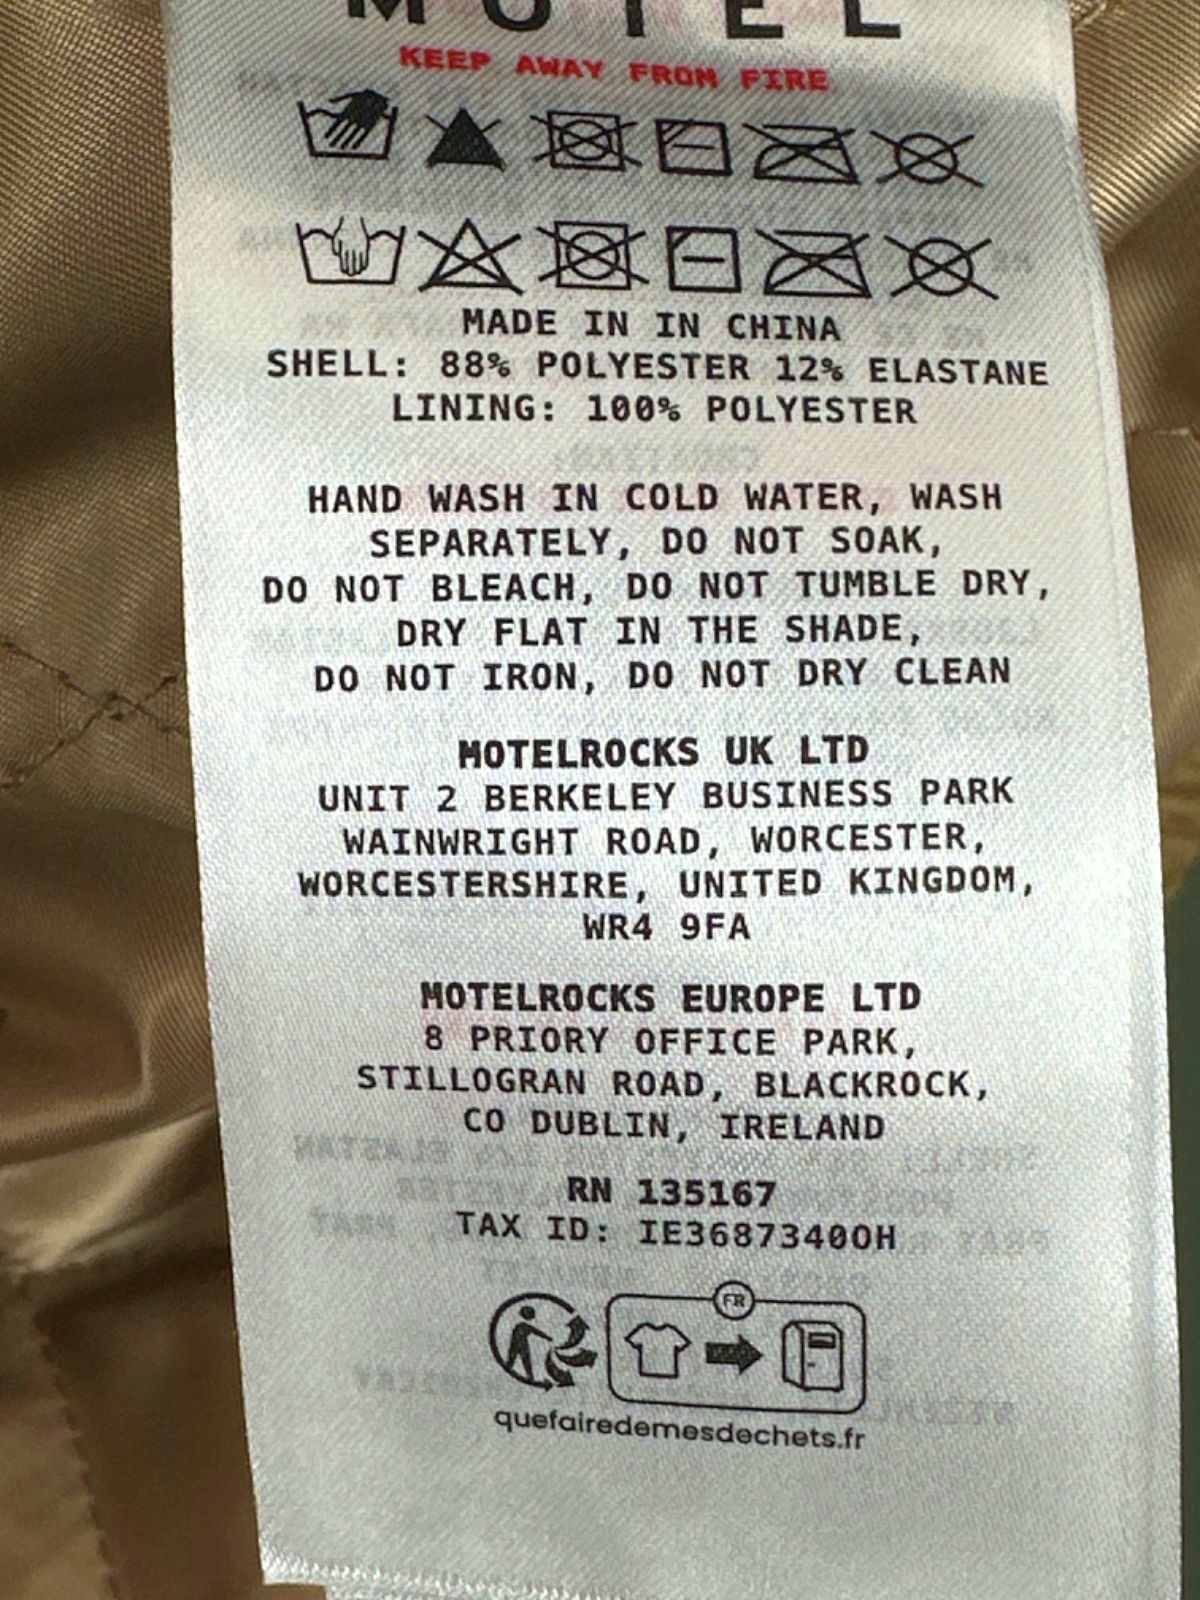 MOTEL
KEEP AWAY FROM FIRE
MADE IN IN CHINA
SHELL: 88% POLYESTER 12% ELASTANE
LINING: 100% POLYESTER
HAND WASH IN COLD WATER, WASH
SEPARATELY, DO NOT SOAK,
DO NOT BLEACH, DO NOT TUMBLE DRY,
DRY FLAT IN THE SHADE,
DO NOT IRON, DO NOT DRY CLEAN
MOTELROCKS UK LTD
UNIT 2 BERKELEY BUSINESS PARK
WAINWRIGHT ROAD, WORCESTER,
WORCESTERSHIRE, UNITED KINGDOM,
WR4 9FA
MOTELROCKS EUROPE LTD
8 PRIORY OFFICE PARK,
STILLOGRAN ROAD, BLACKROCK,
CO DUBLIN, IRELAND
RN 135167
TAX ID: IE3687340OH
FR
quefairedemesdechets.fr